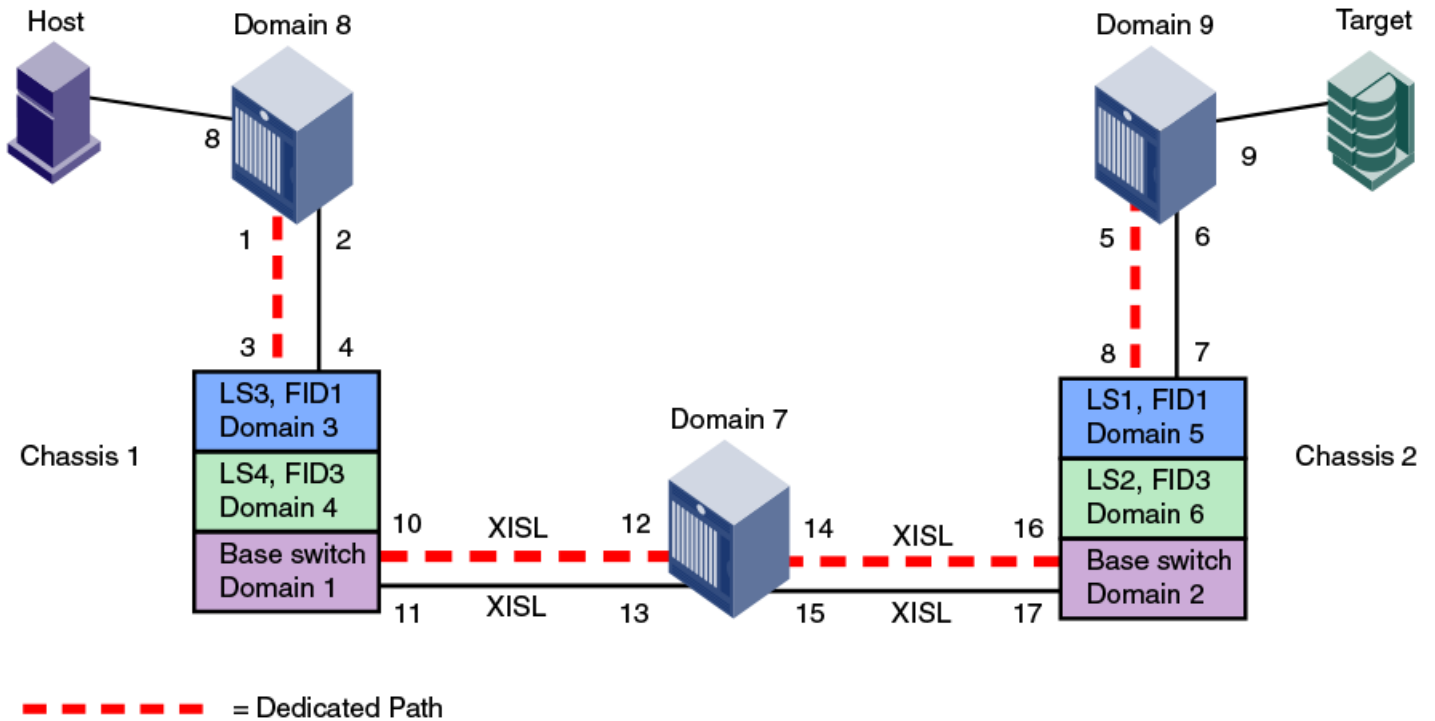 Host
Domain 8
Domain 9
Target
8
9
1
2
5
6
3
4
8
7
LS3, FID1
Domain 3
LS1, FID1
Domain 5
Domain 7
Chassis 1
Chassis 2
LS4, FID3
Domain 4
LS2, FID3
Domain 6
10
XISL
12
14
XISL
16
Base switch
Domain 1
Base switch
Domain 2
11
XISL
13
15
XISL
17
= Dedicated Path